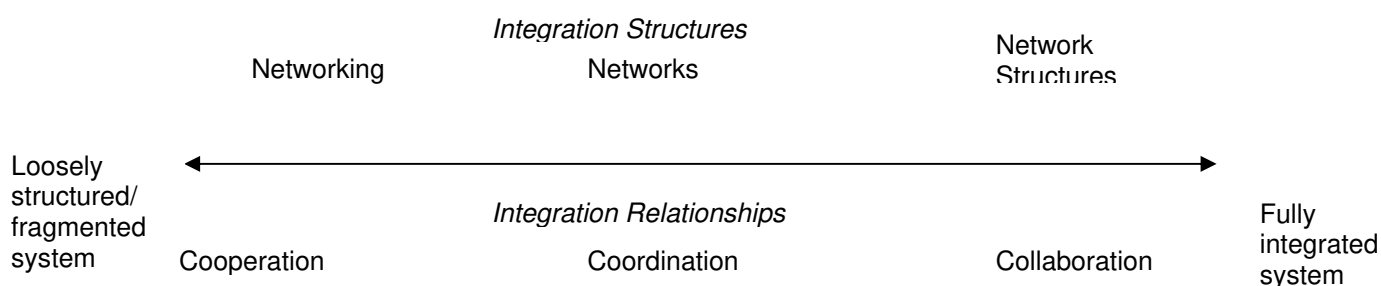 Integration Structures
Networking
Networks
Network
Structures
Loosely
structured/
fragmented
system
Integration Relationships
Cooperation
Coordination
Collaboration
Fully
integrated
system